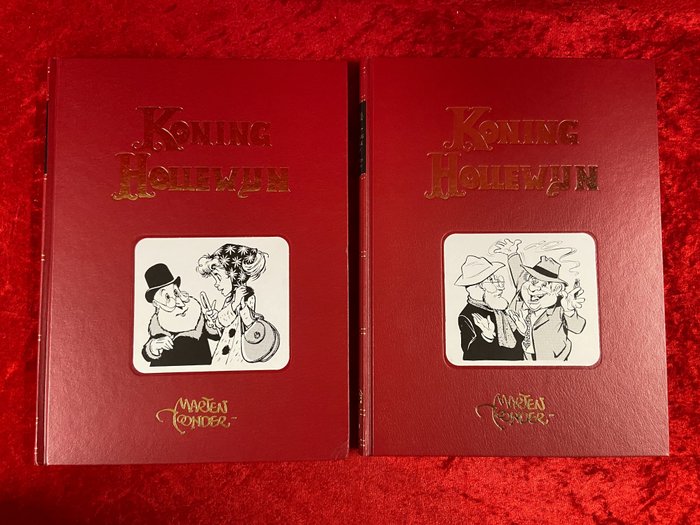 KONING
HOLLEWIJN
MARTEN
TOONDER
KONING
HOLLEWIJN
MARTEN
TOONDER